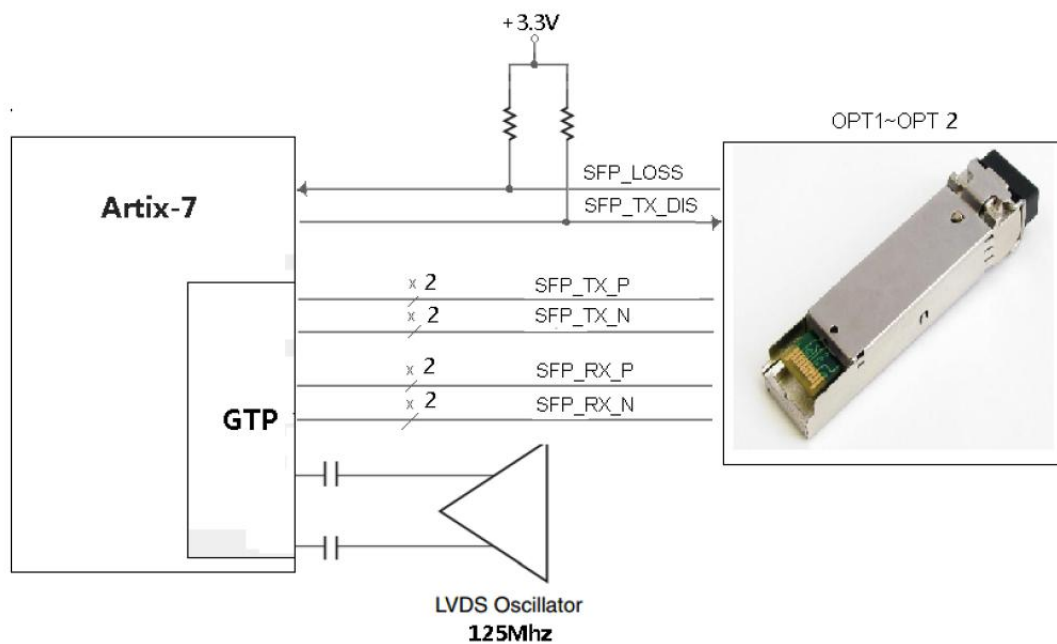 +3.3V
OPT1~OPT 2
SFP_LOSS
Artix-7
SFP_TX_DIS
x 2
SFP_TX_P
x 2
SFP_TX_N
x 2
SFP_RX_P
x 2
SFP_RX_N
GTP
LVDS Oscillator
125Mhz